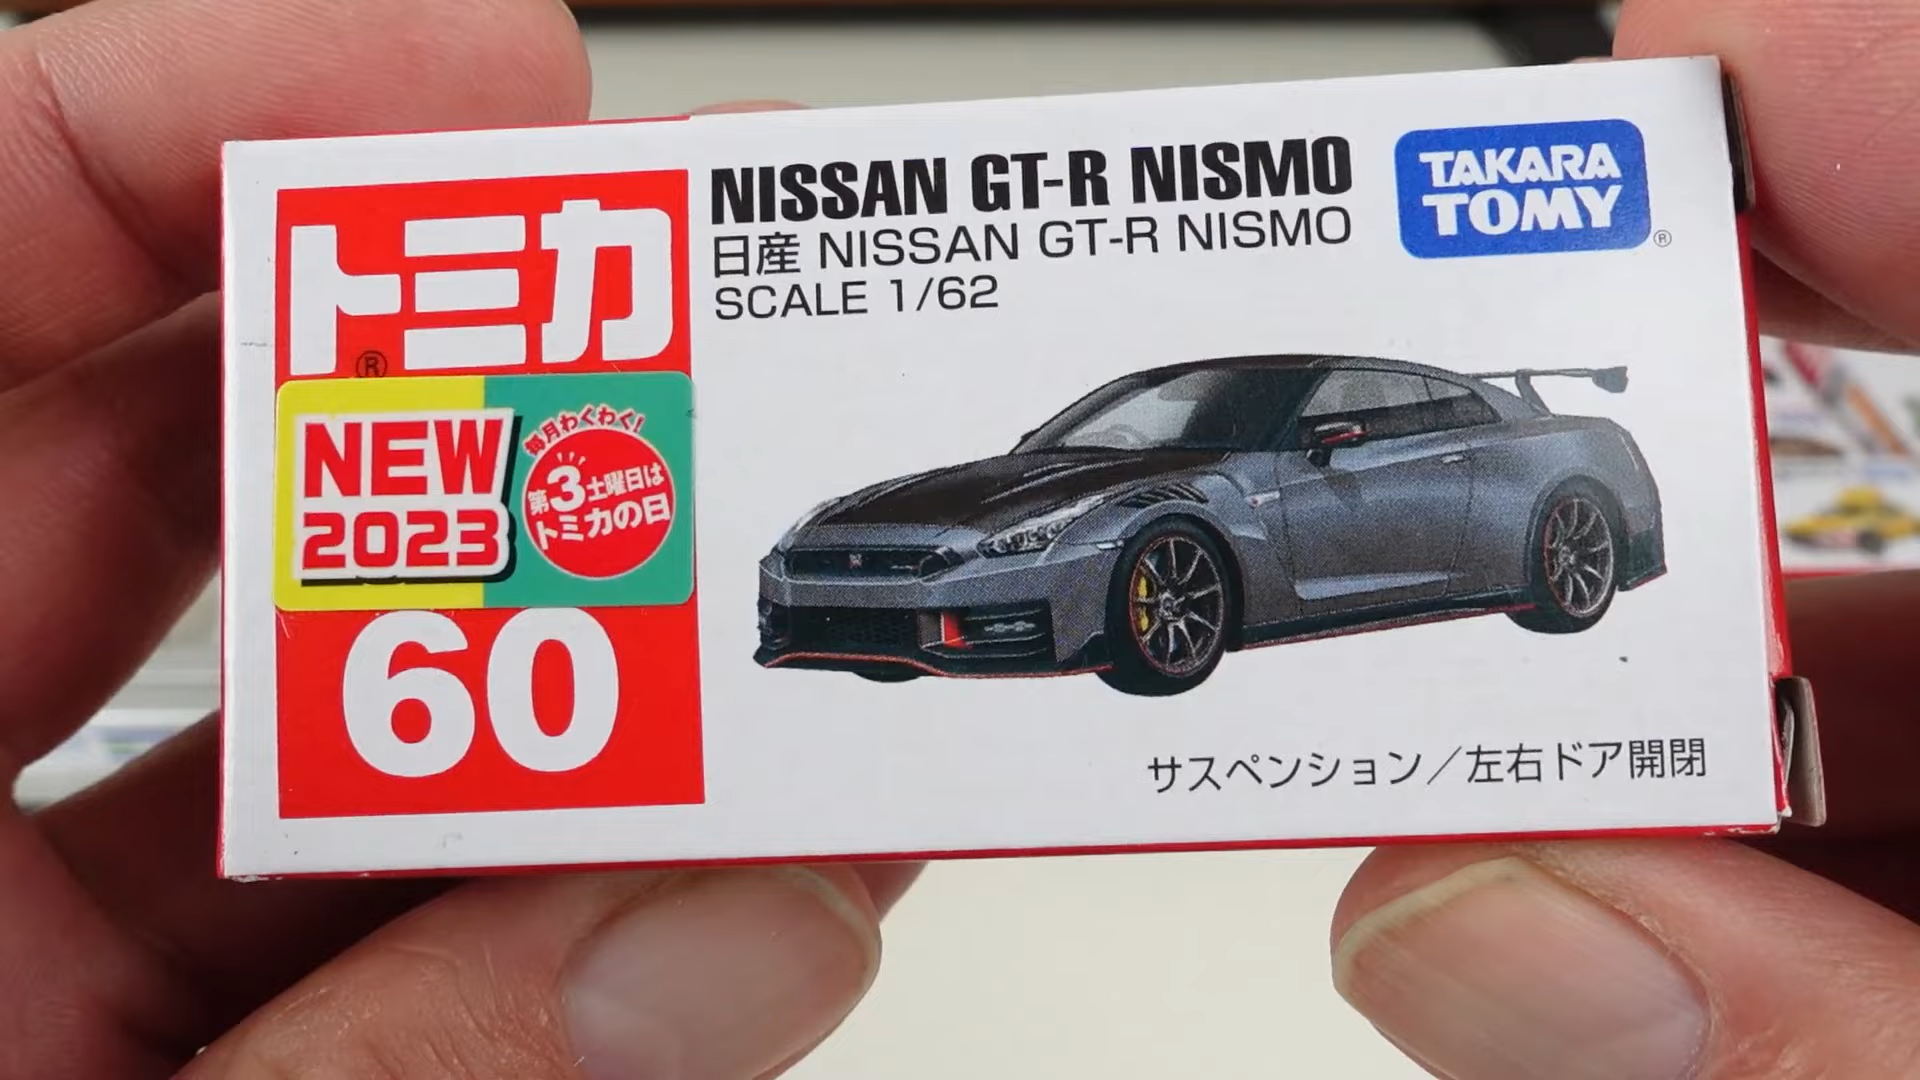 トミカ
®
NEW
2023
毎月わくわく!
第3土曜日は
トミカの日
60
NISSAN GT-R NISMO
日産 NISSAN GT-R NISMO
SCALE 1/62
TAKARA
TOMY
®
サスペンション/左右ドア開閉